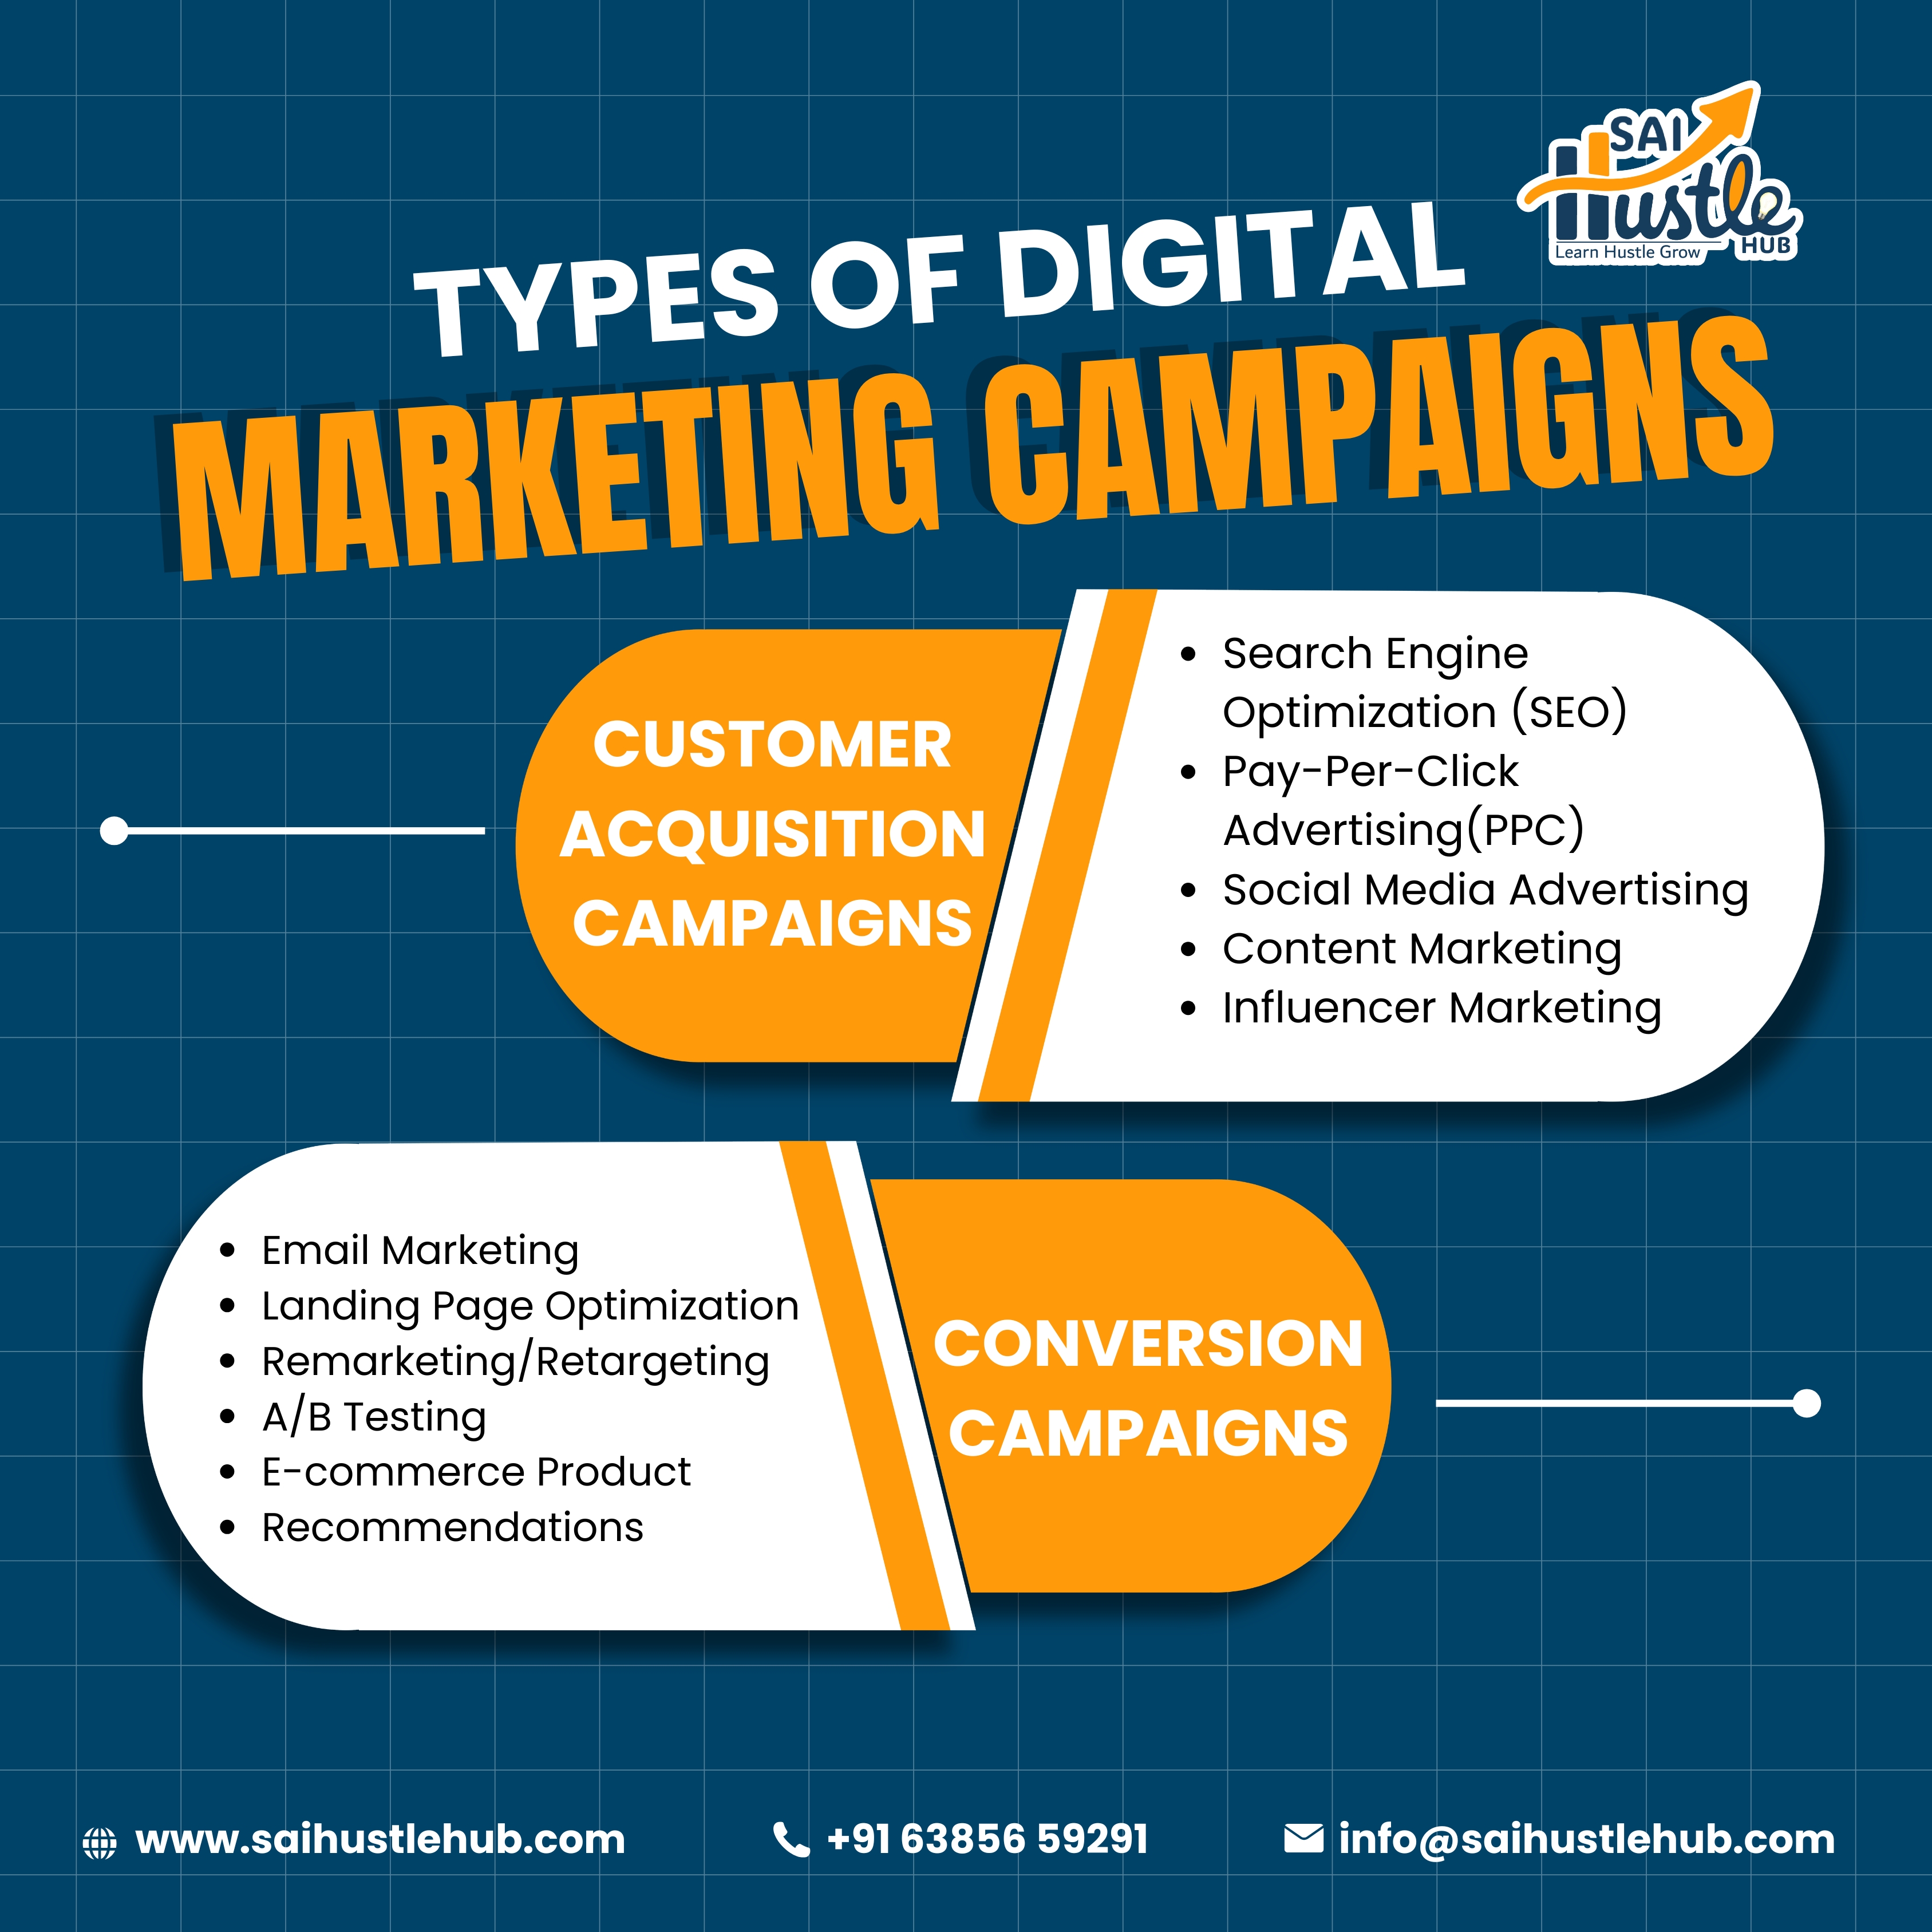 SAI
Hustle
HUB
Learn Hustle Grow
TYPES OF DIGITAL
MARKETING CAMPAIGNS
CUSTOMER
ACQUISITION
CAMPAIGNS
• Search Engine
Optimization (SEO)
• Pay-Per-Click
Advertising(PPC)
• Social Media Advertising
• Content Marketing
• Influencer Marketing
• Email Marketing
• Landing Page Optimization
• Remarketing/Retargeting
• A/B Testing
• E-commerce Product
• Recommendations
CONVERSION
CAMPAIGNS
www.saihustlehub.com
+91 63856 59291
info@saihustlehub.com